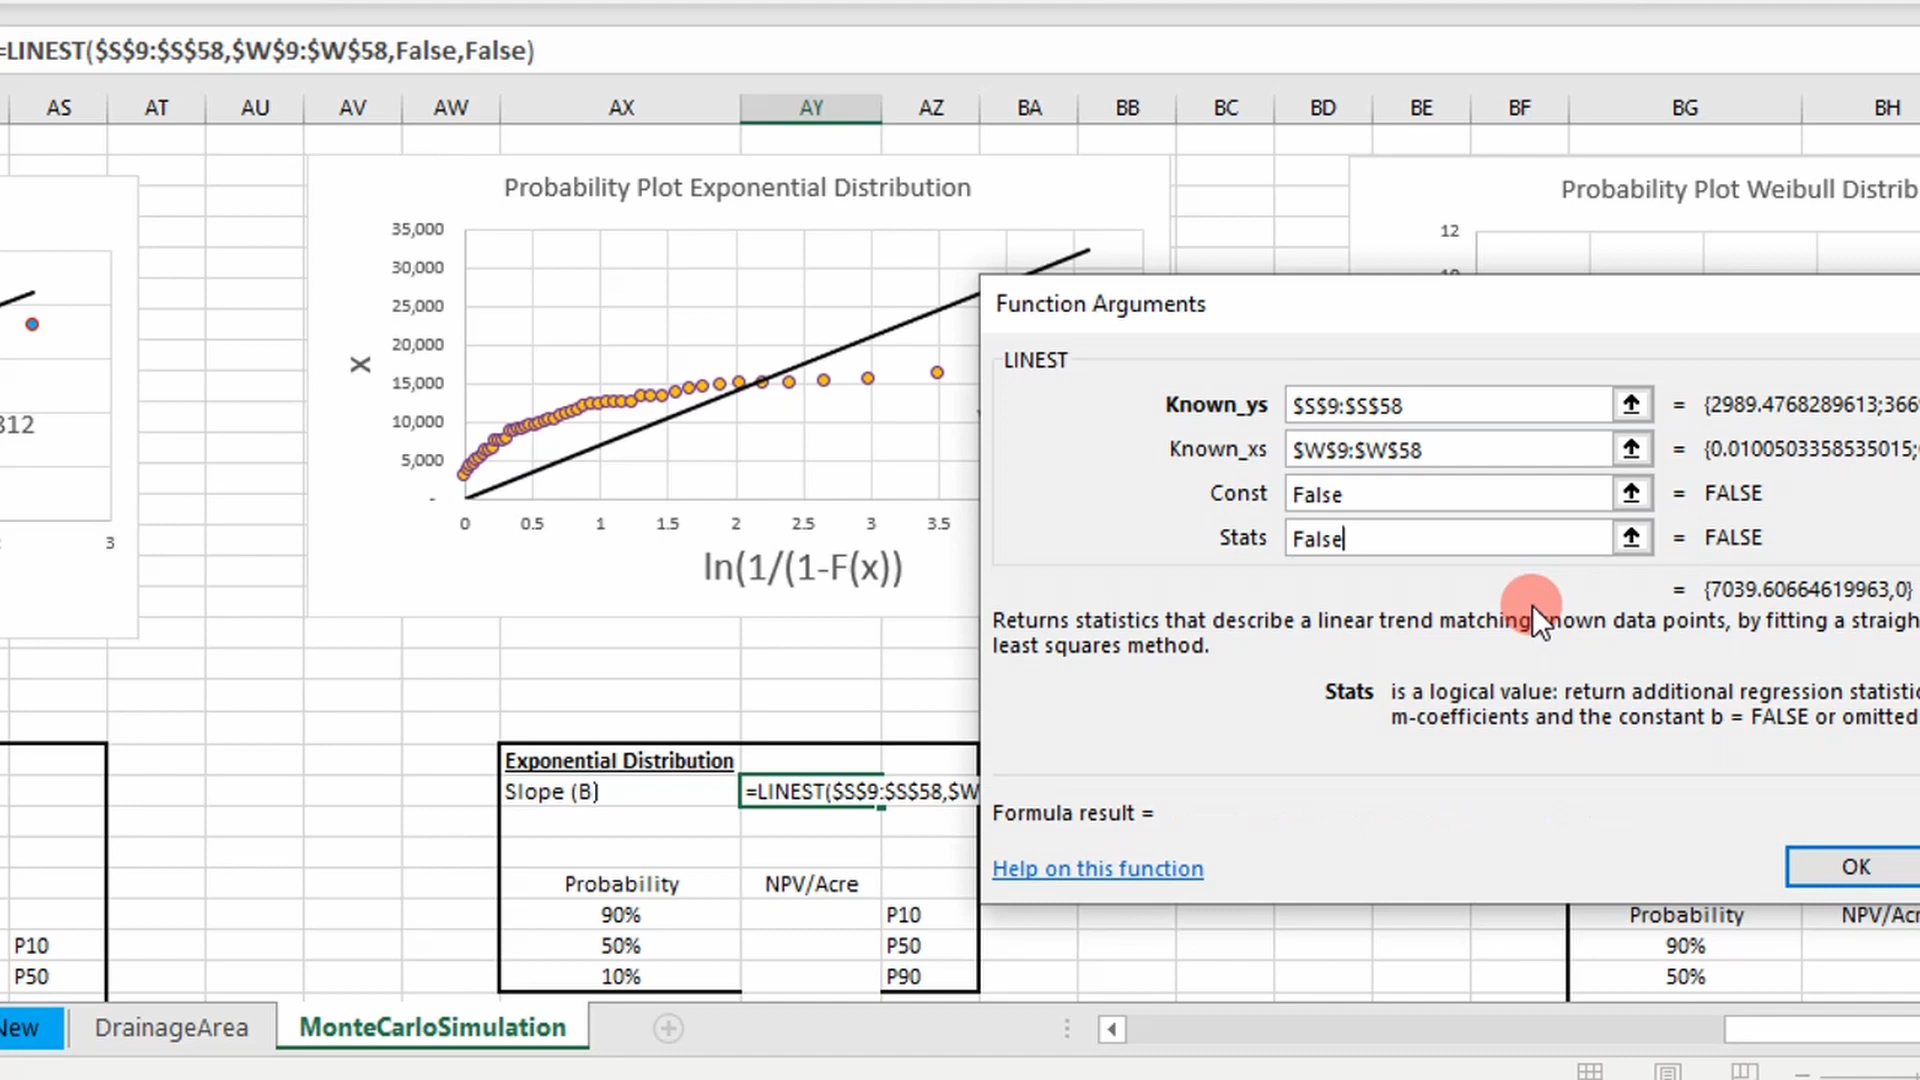 =LINEST($S$9:$S$58,$W$9:$W$58,False,False)
AS AT AU AV AW AX AY AZ BA BB BC BD BE BF BG BH
Probability Plot Exponential Distribution
35,000
30,000
25,000
20,000
15,000
10,000
5,000
-
X
0 0.5 1 1.5 2 2.5 3 3.5
ln(1/(1-F(x))
312
3
Probability Plot Weibull Distrib
12
Function Arguments
LINEST
Known_ys $S$9:$S$58 = {2989.4768289613;366
Known_xs $W$9:$W$58 = {0.0100503358535015;
Const False = FALSE
Stats False = FALSE
= {7039.60664619963,0}
Returns statistics that describe a linear trend matching known data points, by fitting a straigh
least squares method.
Stats is a logical value: return additional regression statistic
m-coefficients and the constant b = FALSE or omitted
Formula result =
Help on this function
OK
Exponential Distribution
Slope (B) =LINEST($S$9:$S$58,$W
Probability NPV/Acre
90% P10
50% P50
10% P90
P10
P50
Probability NPV/Acr
90%
50%
New DrainageArea MonteCarloSimulation